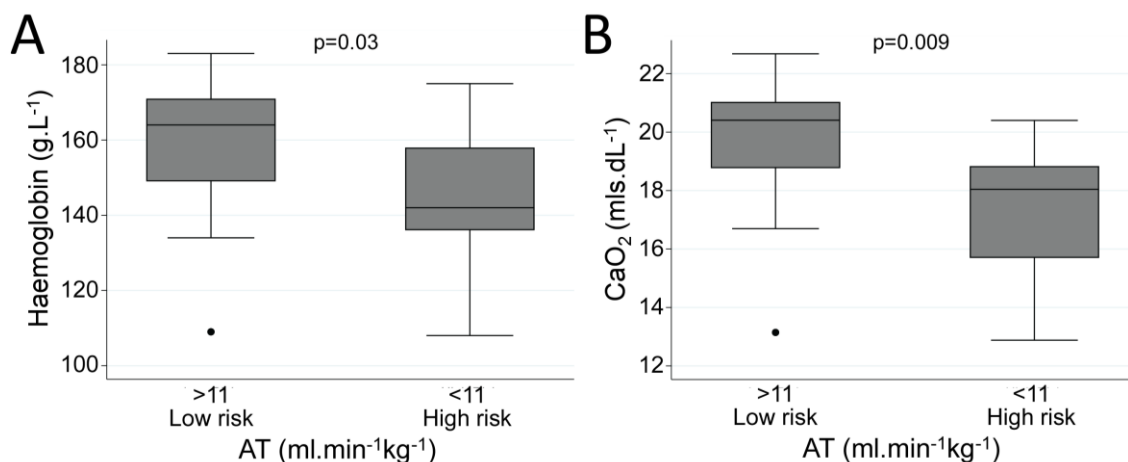 A
p=0.03
Haemoglobin (g.L⁻¹)
180
160
140
120
100
>11
<11
Low risk
High risk
AT (ml.min⁻¹kg⁻¹)
B
p=0.009
CaO₂ (mls.dL⁻¹)
22
20
18
16
14
12
>11
<11
Low risk
High risk
AT (ml.min⁻¹kg⁻¹)